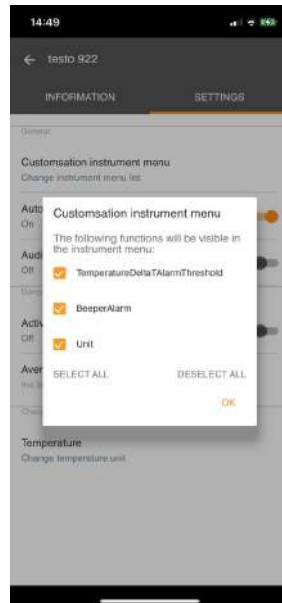 14:49
testo 922
INFORMATION
SETTINGS
General
Customsation instrument menu
Change instrument menu list
Auto
On
Customsation instrument menu
The following functions will be visible in
the instrument menu:
TemperatureDeltaTAlarmThreshold
BeeperAlarm
Unit
SELECT ALL
DESELECT ALL
OK
Audi
Off
Activ
Off
Aver
Temperature
Change temperature unit